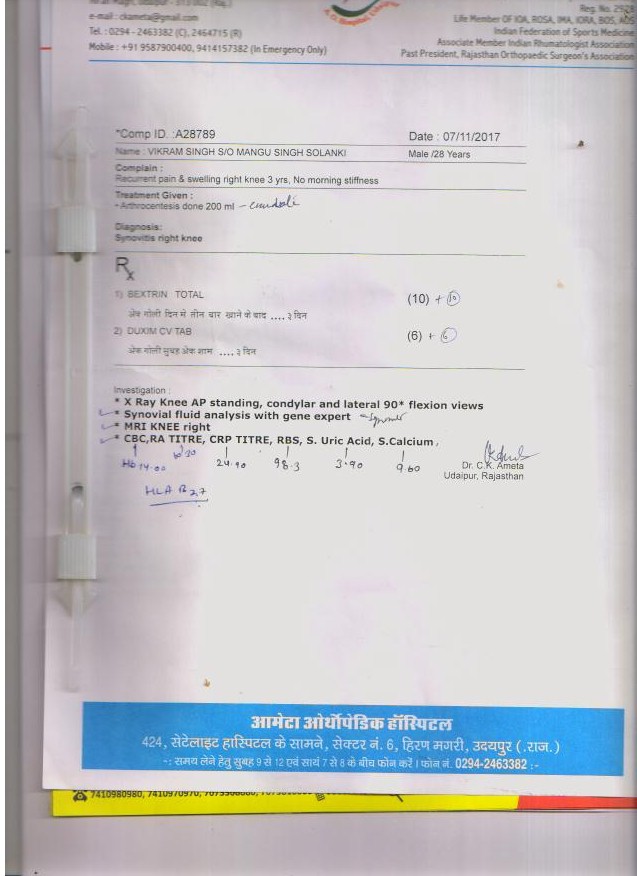 e-mail : ckameta@gmail.com
Tel. : 0294 - 2463382 (C), 2464715 (R)
Mobile : +91 9587900400, 9414157382 (In Emergency Only)
Reg. No. 2928
Life Member OF IOA, ROSA, IMA, IORA, BOS, AOS
Indian Federation of Sports Medicine
Associate Member Indian Rhumatologist Association
Past President, Rajasthan Orthopaedic Surgeon's Association
*Comp ID. :A28789 Date : 07/11/2017
Name : VIKRAM SINGH S/O MANGU SINGH SOLANKI Male /28 Years
Complain :
Recurrent pain & swelling right knee 3 yrs, No morning stiffness
Treatment Given :
- Arthrocentesis done 200 ml -
Diagnosis:
Synovitis right knee
Rx
1) BEXTRIN TOTAL (10) + 10
अेक गोली दिन मे तीन बार खाने के बाद .... ३ दिन
2) DUXIM CV TAB (6) + 6
अेक गोली सुबह अेक शाम .... ३ दिन
Investigation :
* X Ray Knee AP standing, condylar and lateral 90* flexion views
* Synovial fluid analysis with gene expert
* MRI KNEE right
* CBC,RA TITRE, CRP TITRE, RBS, S. Uric Acid, S.Calcium,
Hb 14.00 24.90 98.3 3.90 9.60
HLA B27
Dr. C.K. Ameta
Udaipur, Rajasthan
आमेटा ओर्थोपेडिक हॉस्पिटल
424, सेटेलाइट हास्पिटल के सामने, सेक्टर नं. 6, हिरण मगरी, उदयपुर (.राज.)
-: समय लेने हेतु सुबह 9 से 12 एवं सायं 7 से 8 के बीच फोन करें । फोन नं. 0294-2463382 :-
7410980980, 7410970970,